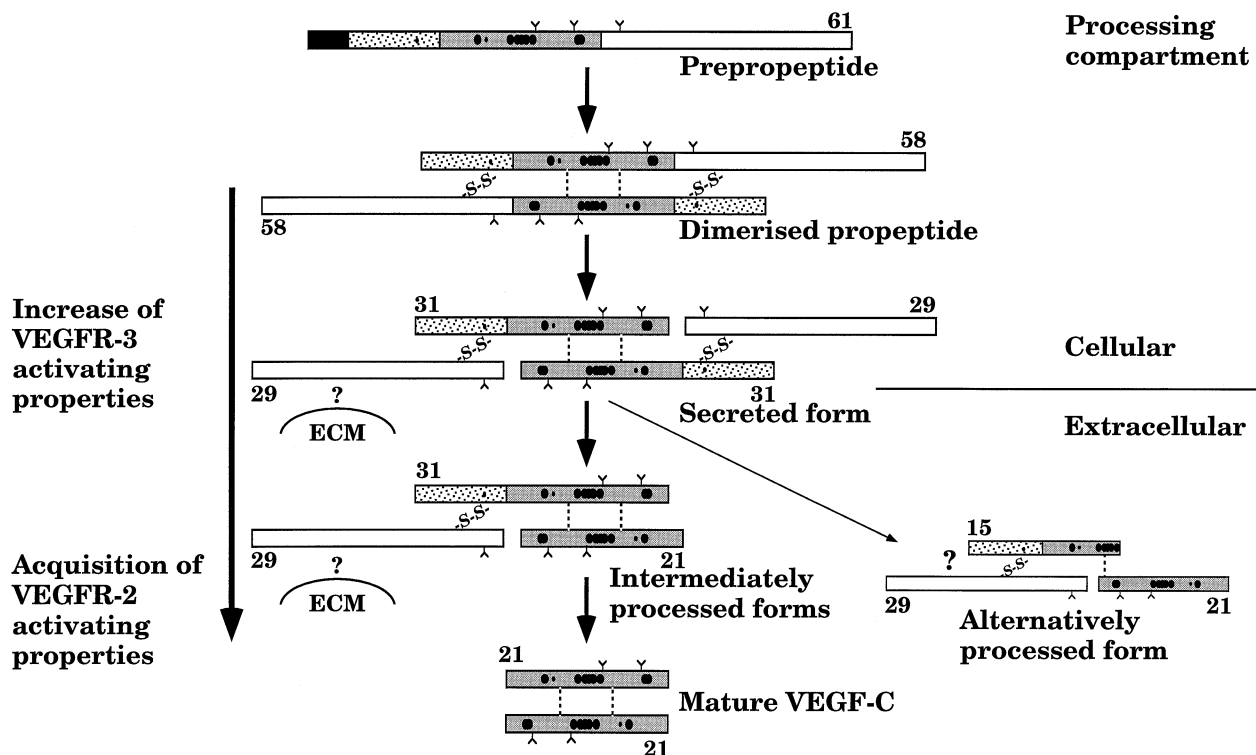 61
Processing
compartment
Prepropeptide
58
-S-S-
-S-S-
58
Dimerised propeptide
Increase of
VEGFR-3
activating
properties
31
29
-S-S-
-S-S-
Cellular
29
31
?
ECM
Secreted form
Extracellular
31
-S-S-
29
21
?
ECM
Intermediately
processed forms
Acquisition of
VEGFR-2
activating
properties
15
?
-S-S-
29
21
Alternatively
processed form
21
Mature VEGF-C
21